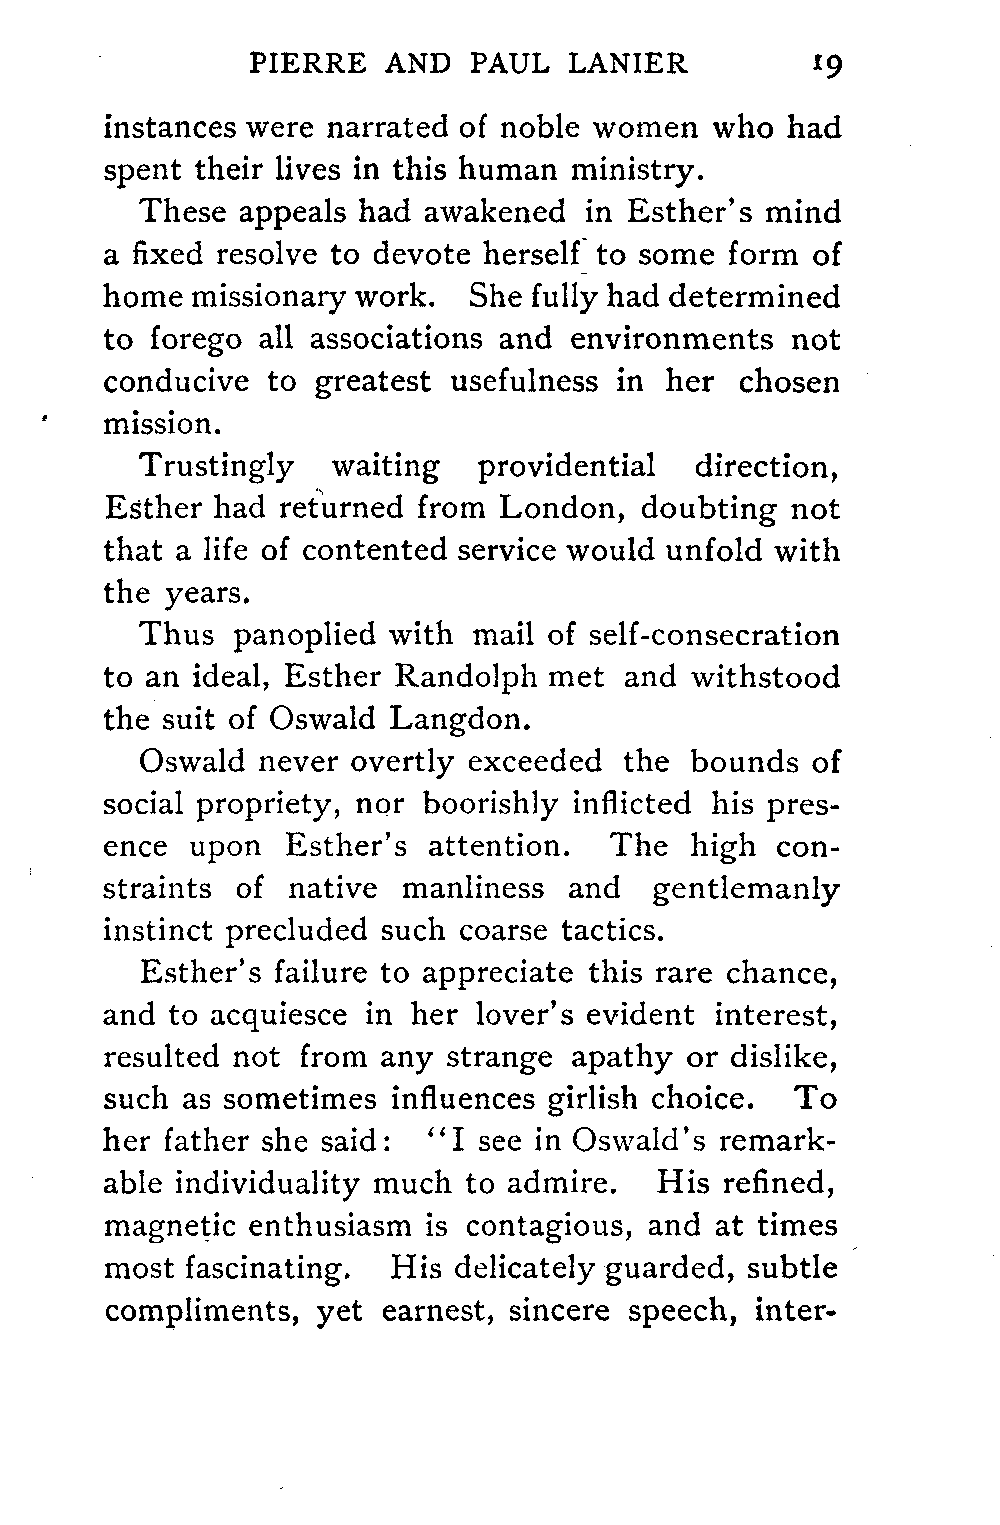 PIERRE AND PAUL LANIER 19
instances were narrated of noble women who had
spent their lives in this human ministry.
These appeals had awakened in Esther's mind
a fixed resolve to devote herself to some form of
home missionary work. She fully had determined
to forego all associations and environments not
conducive to greatest usefulness in her chosen
mission.
Trustingly waiting providential direction,
Esther had returned from London, doubting not
that a life of contented service would unfold with
the years.
Thus panoplied with mail of self-consecration
to an ideal, Esther Randolph met and withstood
the suit of Oswald Langdon.
Oswald never overtly exceeded the bounds of
social propriety, nor boorishly inflicted his pres-
ence upon Esther's attention. The high con-
straints of native manliness and gentlemanly
instinct precluded such coarse tactics.
Esther's failure to appreciate this rare chance,
and to acquiesce in her lover's evident interest,
resulted not from any strange apathy or dislike,
such as sometimes influences girlish choice. To
her father she said: "I see in Oswald's remark-
able individuality much to admire. His refined,
magnetic enthusiasm is contagious, and at times
most fascinating. His delicately guarded, subtle
compliments, yet earnest, sincere speech, inter-